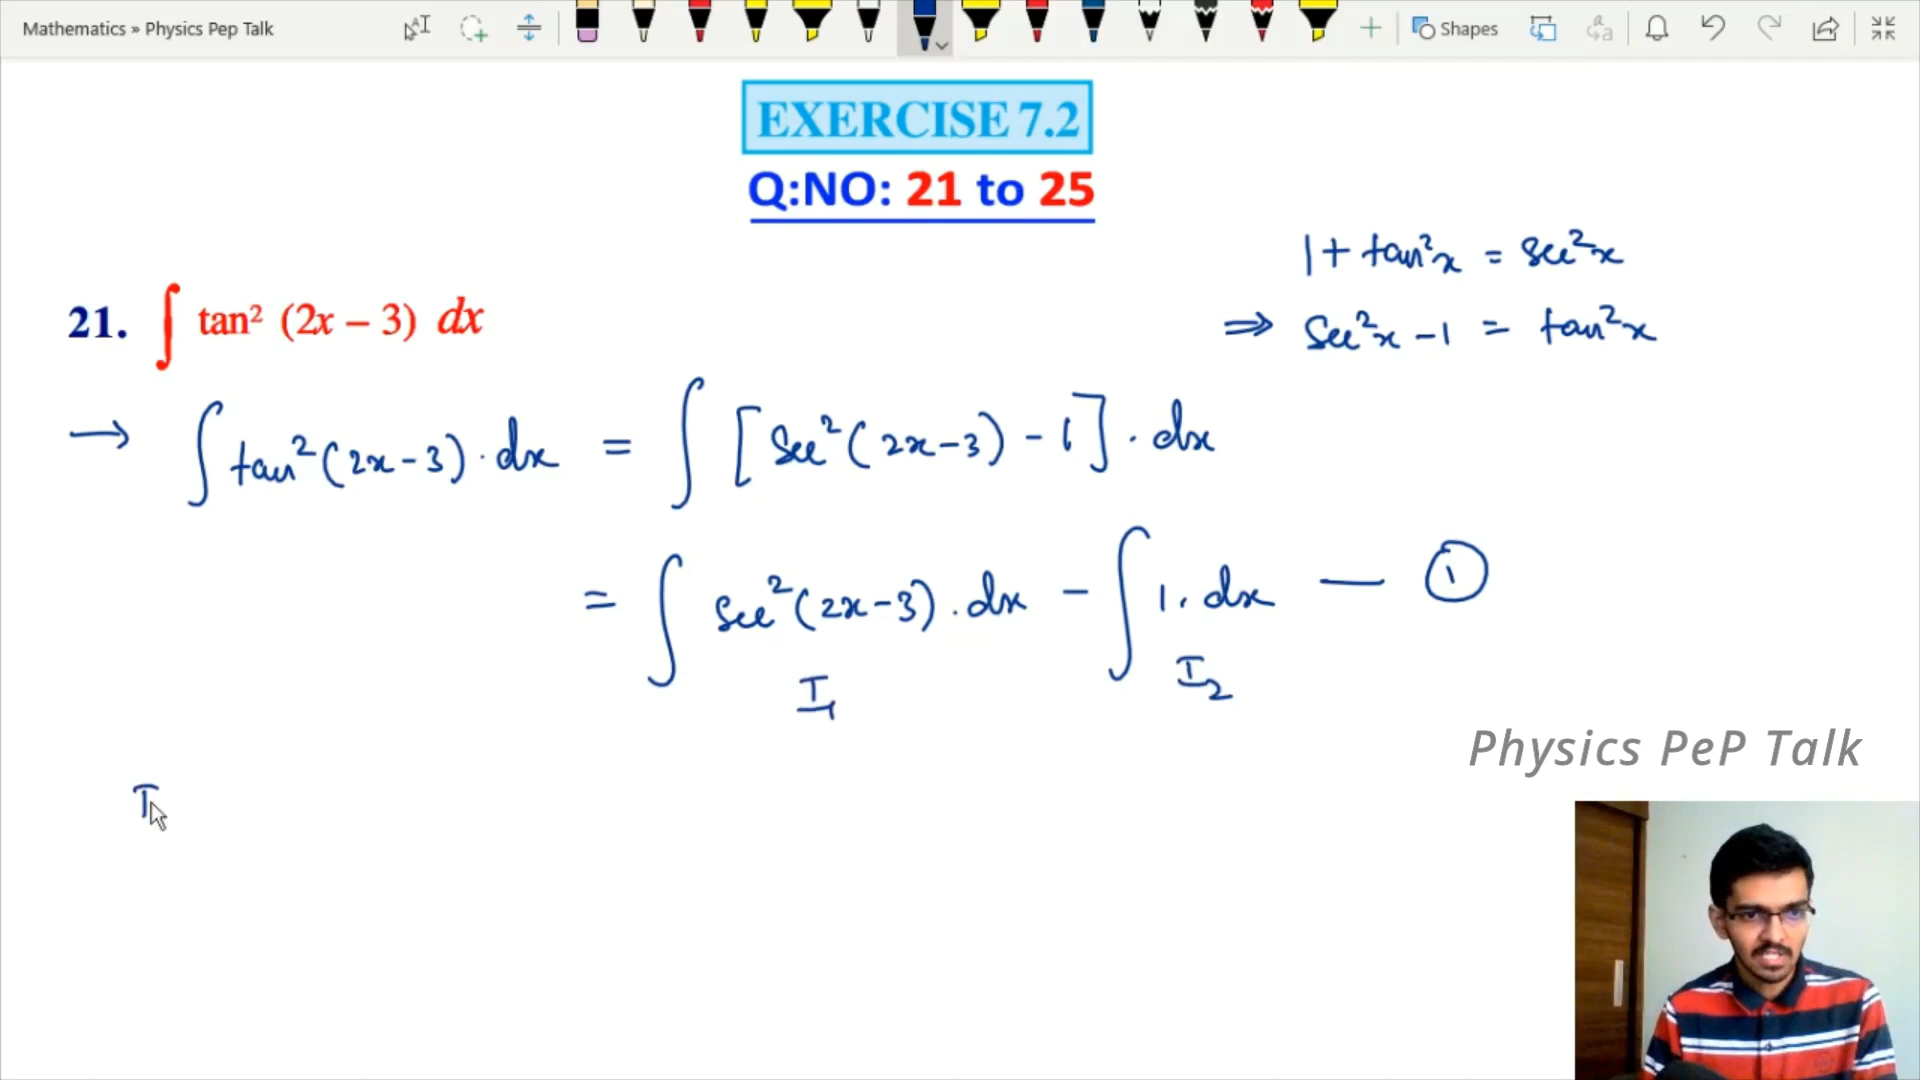 Mathematics » Physics Pep Talk
Shapes
EXERCISE 7.2
Q:NO: 21 to 25
1 + tan²x = sec²x
⇒ Sec²x - 1 = tan²x
21. ∫ tan² (2x – 3) dx
→ ∫ tan²(2x-3)·dx = ∫ [Sec²(2x-3) - 1]·dx
= ∫ sec²(2x-3).dx - ∫ 1.dx — ①
I₁ I₂
Physics PeP Talk
I